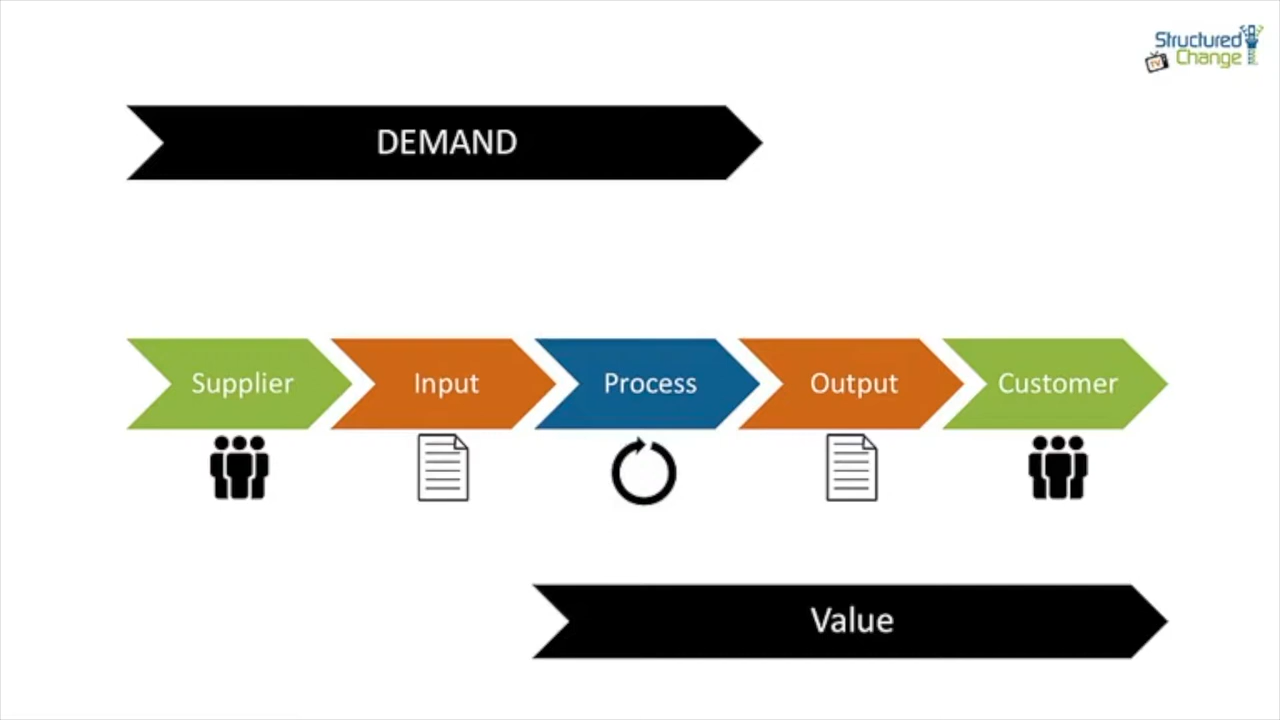 Structured
TV Change
DEMAND
Supplier
Input
Process
Output
Customer
Value